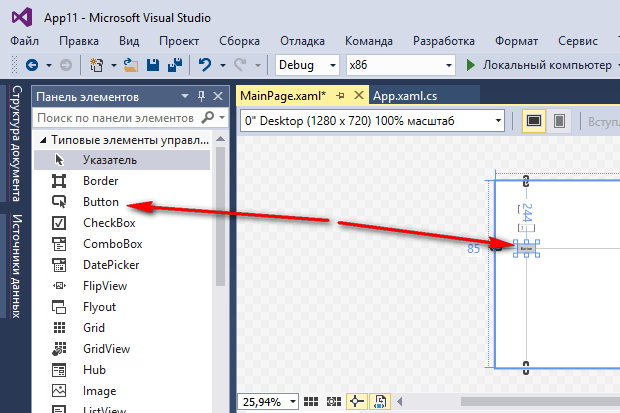 App11 - Microsoft Visual Studio
Файл Правка Вид Проект Сборка Отладка Команда Разработка Формат Сервис
Debug x86 Локальный компьютер
Структура документа
Источники данных
Панель элементов
Поиск по панели элементов
Типовые элементы управл...
Указатель
Border
Button
CheckBox
ComboBox
DatePicker
FlipView
Flyout
Grid
GridView
Hub
Image
ListView
MainPage.xaml* App.xaml.cs
0" Desktop (1280 x 720) 100% масштаб
244
85
Button
25,94%